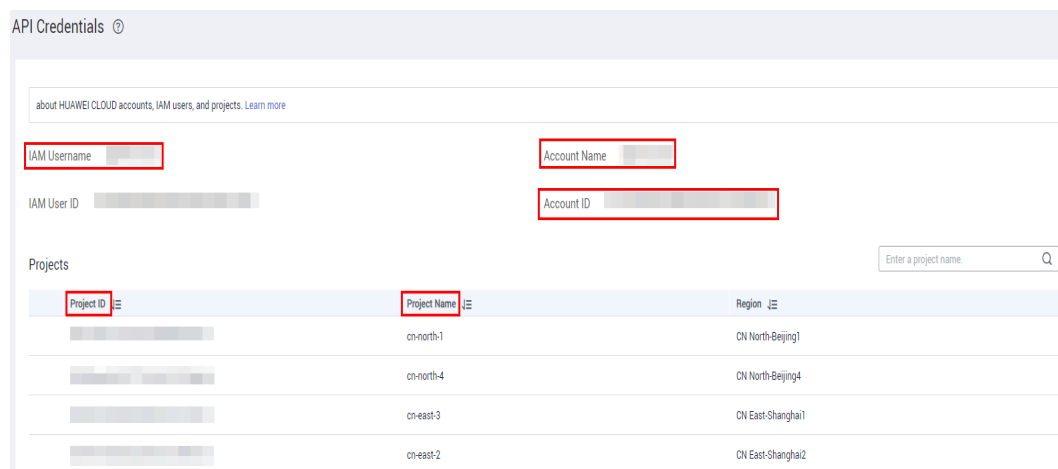 API Credentials ?
about HUAWEI CLOUD accounts, IAM users, and projects. Learn more
IAM Username
Account Name
IAM User ID
Account ID
Projects
Enter a project name.
Project ID Project Name Region
cn-north-1 CN North-Beijing1
cn-north-4 CN North-Beijing4
cn-east-3 CN East-Shanghai1
cn-east-2 CN East-Shanghai2